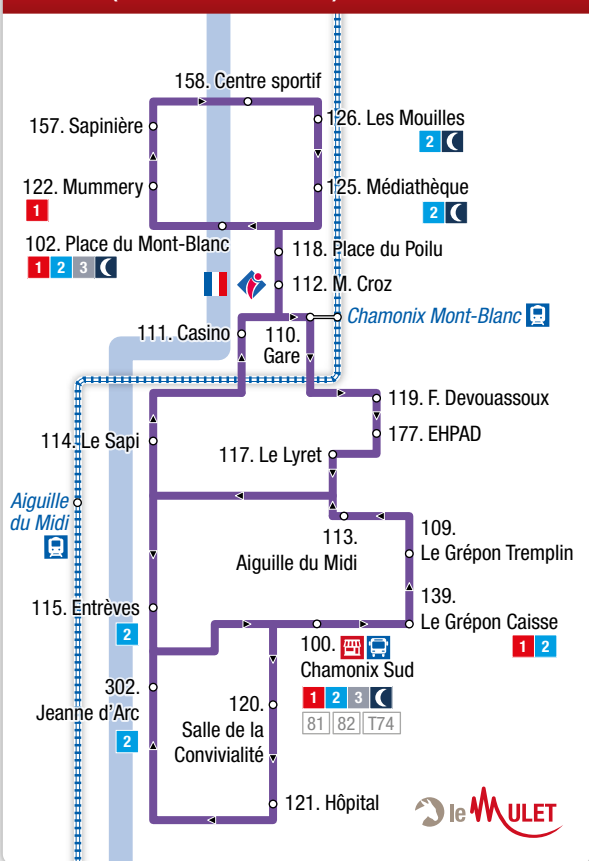 158. Centre sportif
157. Sapinière
126. Les Mouilles
2
122. Mummery
1
125. Médiathèque
2
102. Place du Mont-Blanc
1 2 3
118. Place du Poilu
112. M. Croz
111. Casino
110.
Gare
Chamonix Mont-Blanc
119. F. Devouassoux
177. EHPAD
114. Le Sapi
117. Le Lyret
Aiguille
du Midi
113.
Aiguille du Midi
109.
Le Grépon Tremplin
139.
Le Grépon Caisse
1 2
115. Entrèves
2
100.
Chamonix Sud
1 2 3
81 82 T74
302.
Jeanne d'Arc
2
120.
Salle de la
Convivialité
121. Hôpital
le MULET